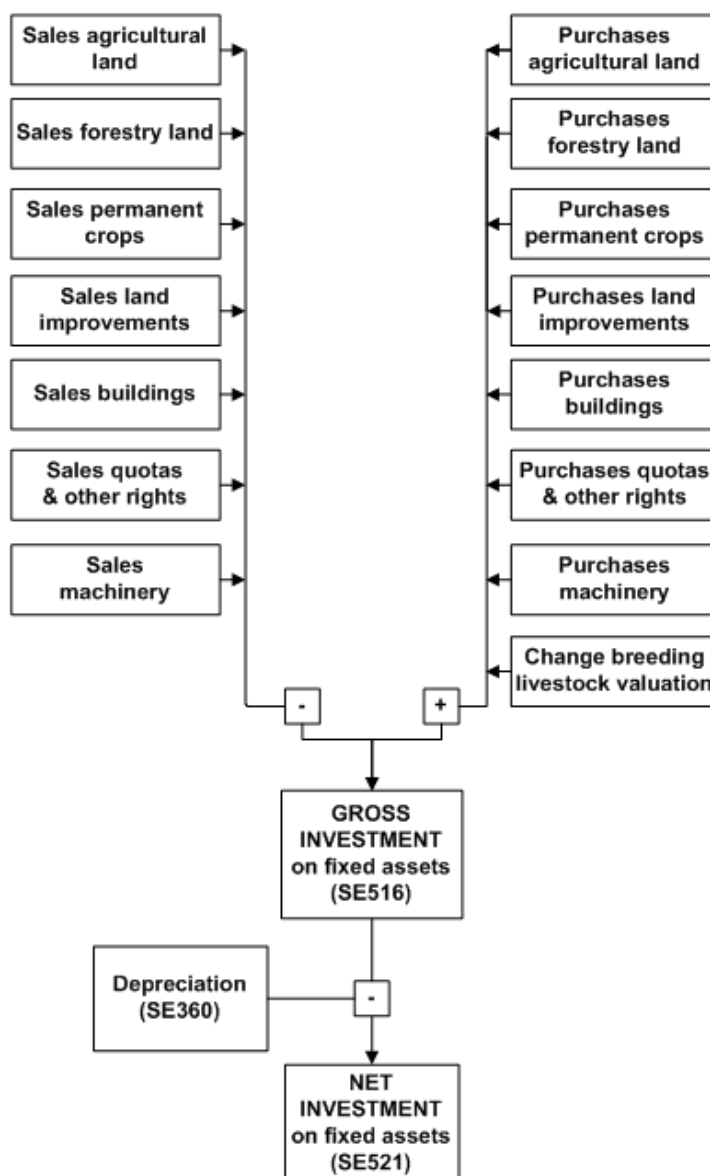 Sales agricultural
land
Purchases
agricultural land
Sales forestry land
Purchases
forestry land
Sales permanent
crops
Purchases
permanent crops
Sales land
improvements
Purchases land
improvements
Sales buildings
Purchases
buildings
Sales quotas
& other rights
Purchases quotas
& other rights
Sales
machinery
Purchases
machinery
Change breeding
livestock valuation
-
+
GROSS
INVESTMENT
on fixed assets
(SE516)
Depreciation
(SE360)
-
NET
INVESTMENT
on fixed assets
(SE521)